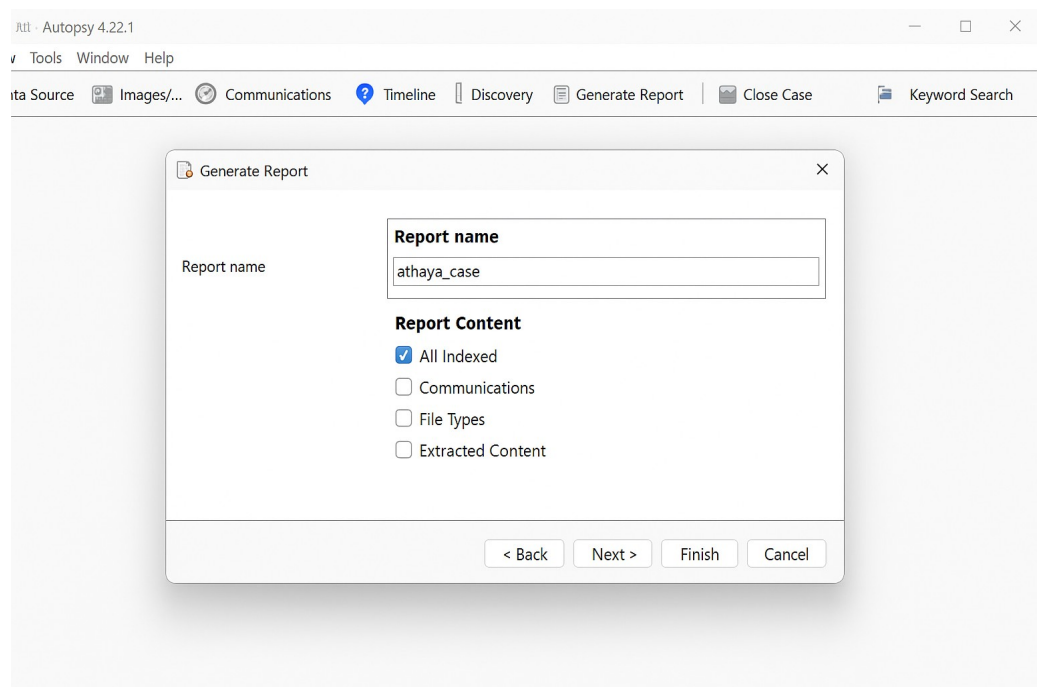 Autopsy 4.22.1
Tools Window Help
ta Source Images/... Communications Timeline Discovery Generate Report Close Case Keyword Search
Generate Report
Report name
Report name
athaya_case
Report Content
All Indexed
Communications
File Types
Extracted Content
< Back Next > Finish Cancel